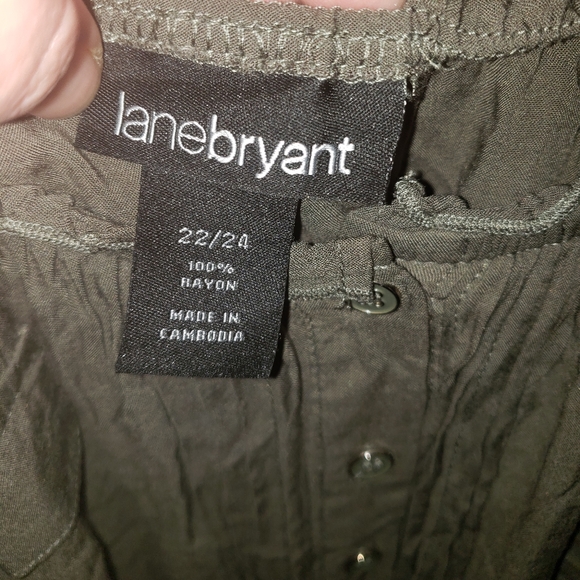 lanebryant
22/24
100%
RAYON
MADE IN
CAMBODIA